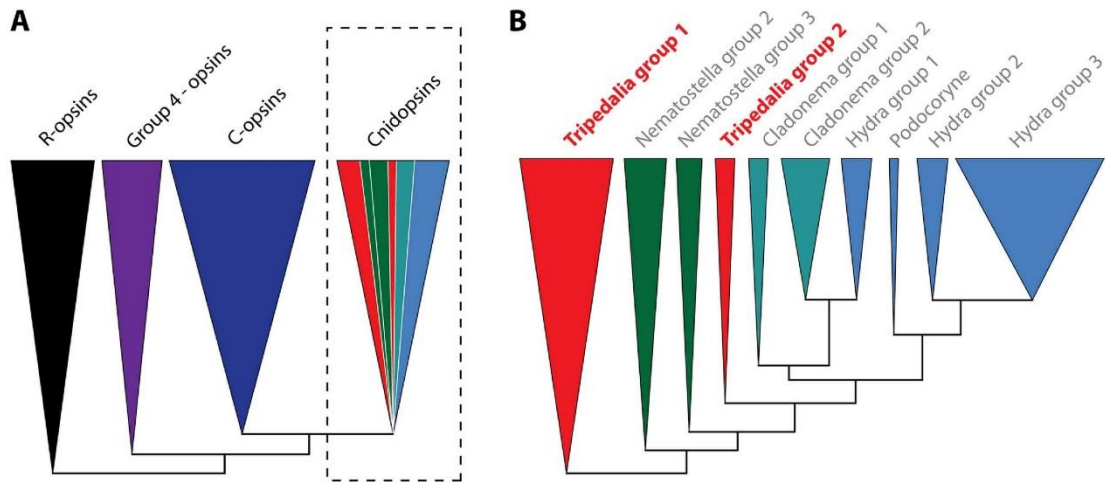 A
R-opsins
Group 4 - opsins
C-opsins
Cnidopsins
B
Tripedalia group 1
Nematostella group 2
Nematostella group 3
Tripedalia group 2
Cladonema group 1
Cladonema group 2
Hydra group 1
Podocoryne
Hydra group 2
Hydra group 3